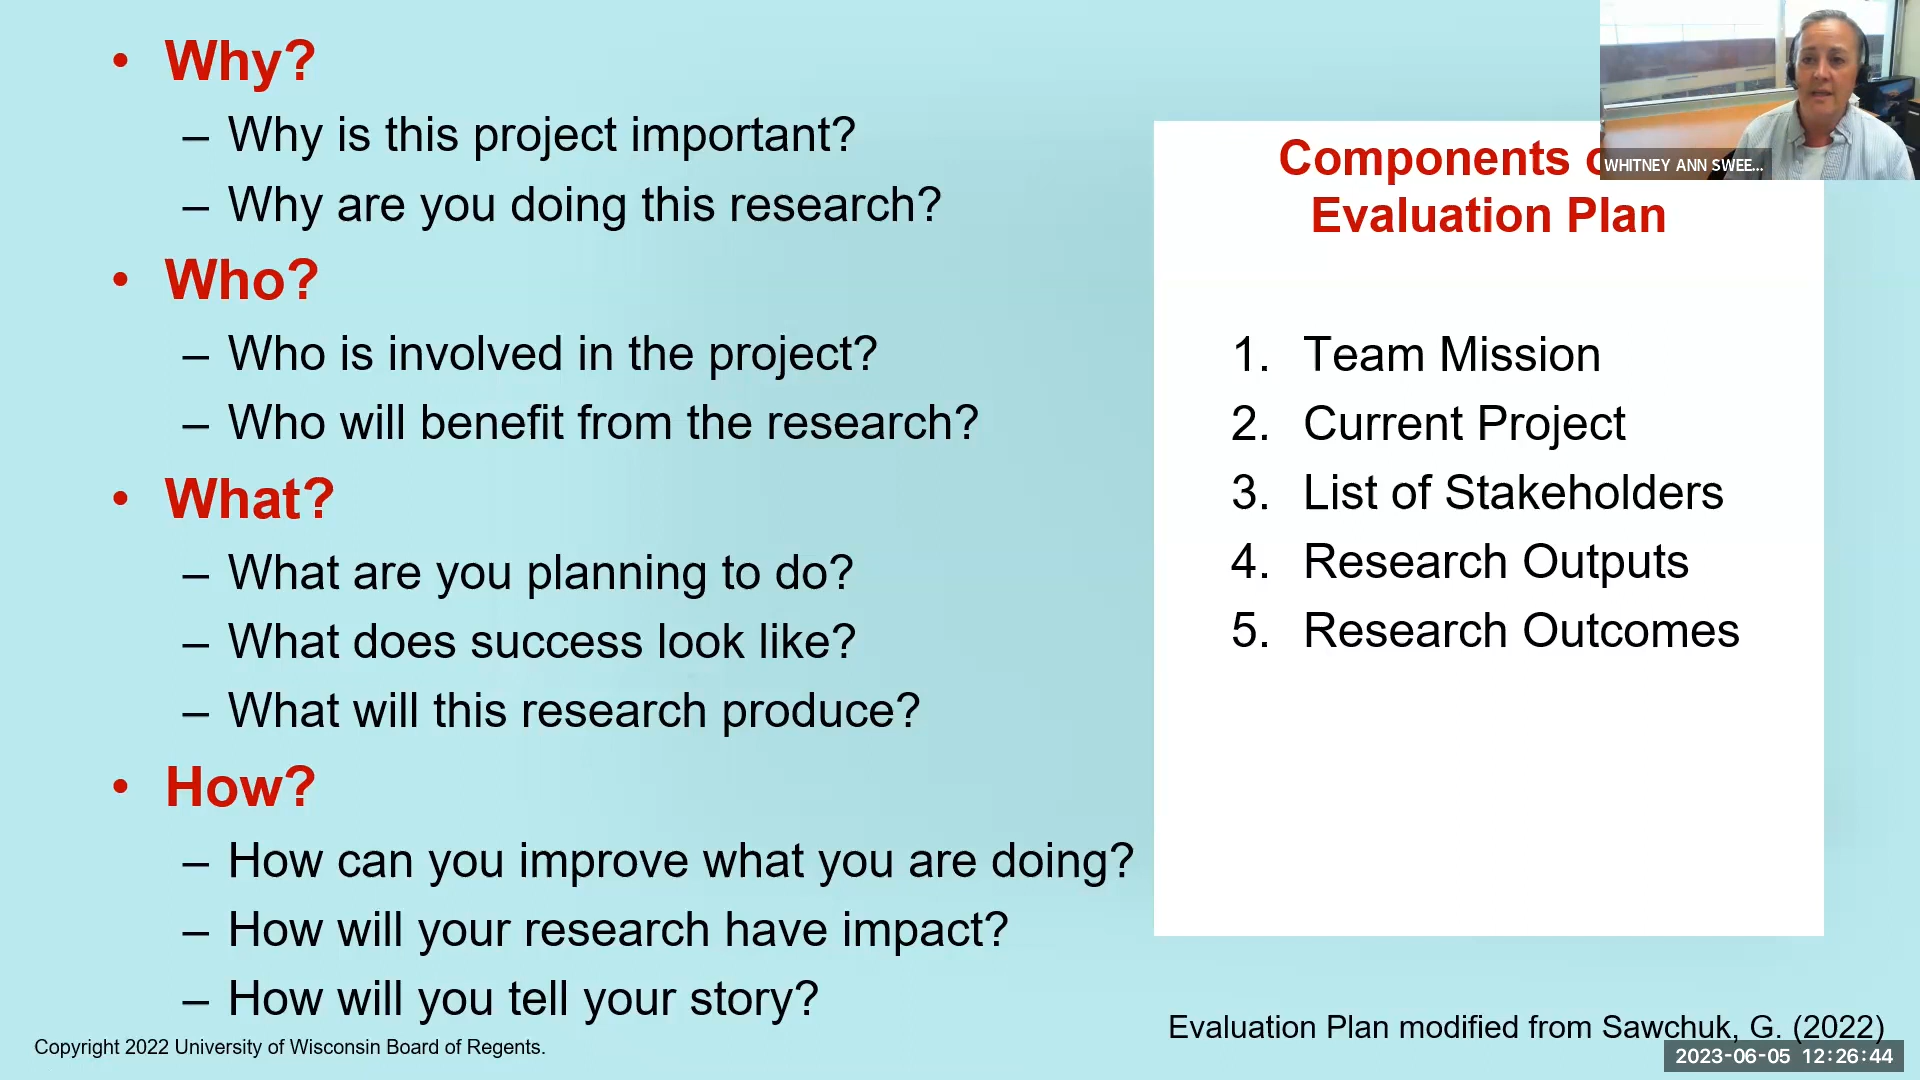 • Why?
– Why is this project important?
– Why are you doing this research?
• Who?
– Who is involved in the project?
– Who will benefit from the research?
• What?
– What are you planning to do?
– What does success look like?
– What will this research produce?
• How?
– How can you improve what you are doing?
– How will your research have impact?
– How will you tell your story?
Copyright 2022 University of Wisconsin Board of Regents.
Components
Evaluation Plan
1. Team Mission
2. Current Project
3. List of Stakeholders
4. Research Outputs
5. Research Outcomes
WHITNEY ANN SWEE...
Evaluation Plan modified from Sawchuk, G. (2022)
2023-06-05 12:26:44